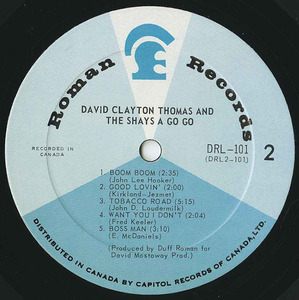 Roman Records
DAVID CLAYTON THOMAS AND
THE SHAYS A GO GO
RECORDED IN
CANADA
DRL-101
(DRL2-101)
2
1 BOOM BOOM (2:35)
(John Lee Hooker)
2 GOOD LOVIN' (2:00)
(Kirkland-Jezmet)
3 TOBACCO ROAD (5:15)
(John D. Loudermilk)
4 WANT YOU I DON'T (2:04)
(Fred Keeler)
5 BOSS MAN (3:10)
(E. McDaniels)
(Produced by Duff Roman for
David Mastoway Prod.)
DISTRIBUTED IN CANADA BY CAPITOL RECORDS OF CANADA, LTD.